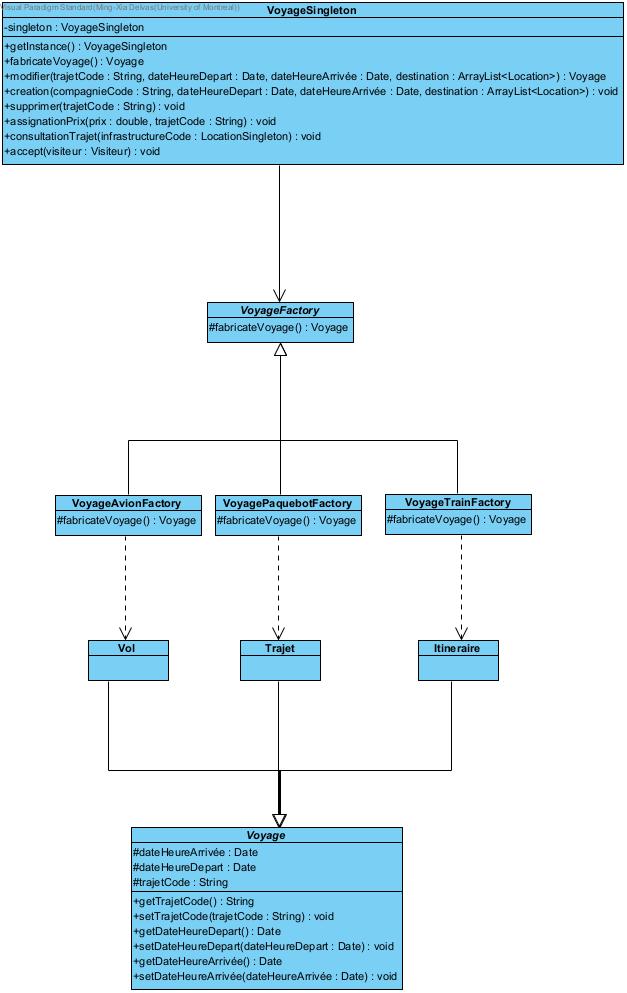 Visual Paradigm Standard(Ming-Xia Delvas(University of Montreal))
VoyageSingleton
-singleton : VoyageSingleton
+getInstance() : VoyageSingleton
+fabricateVoyage() : Voyage
+modifier(trajetCode : String, dateHeureDepart : Date, dateHeureArrivée : Date, destination : ArrayList<Location>) : Voyage
+creation(compagnieCode : String, dateHeureDepart : Date, dateHeureArrivée : Date, destination : ArrayList<Location>) : void
+supprimer(trajetCode : String) : void
+assignationPrix(prix : double, trajetCode : String) : void
+consultationTrajet(infrastructureCode : LocationSingleton) : void
+accept(visiteur : Visiteur) : void
VoyageFactory
#fabricateVoyage() : Voyage
VoyageAvionFactory
#fabricateVoyage() : Voyage
VoyagePaquebotFactory
#fabricateVoyage() : Voyage
VoyageTrainFactory
#fabricateVoyage() : Voyage
Vol
Trajet
Itineraire
Voyage
#dateHeureArrivée : Date
#dateHeureDepart : Date
#trajetCode : String
+getTrajetCode() : String
+setTrajetCode(trajetCode : String) : void
+getDateHeureDepart() : Date
+setDateHeureDepart(dateHeureDepart : Date) : void
+getDateHeureArrivée() : Date
+setDateHeureArrivée(dateHeureArrivée : Date) : void